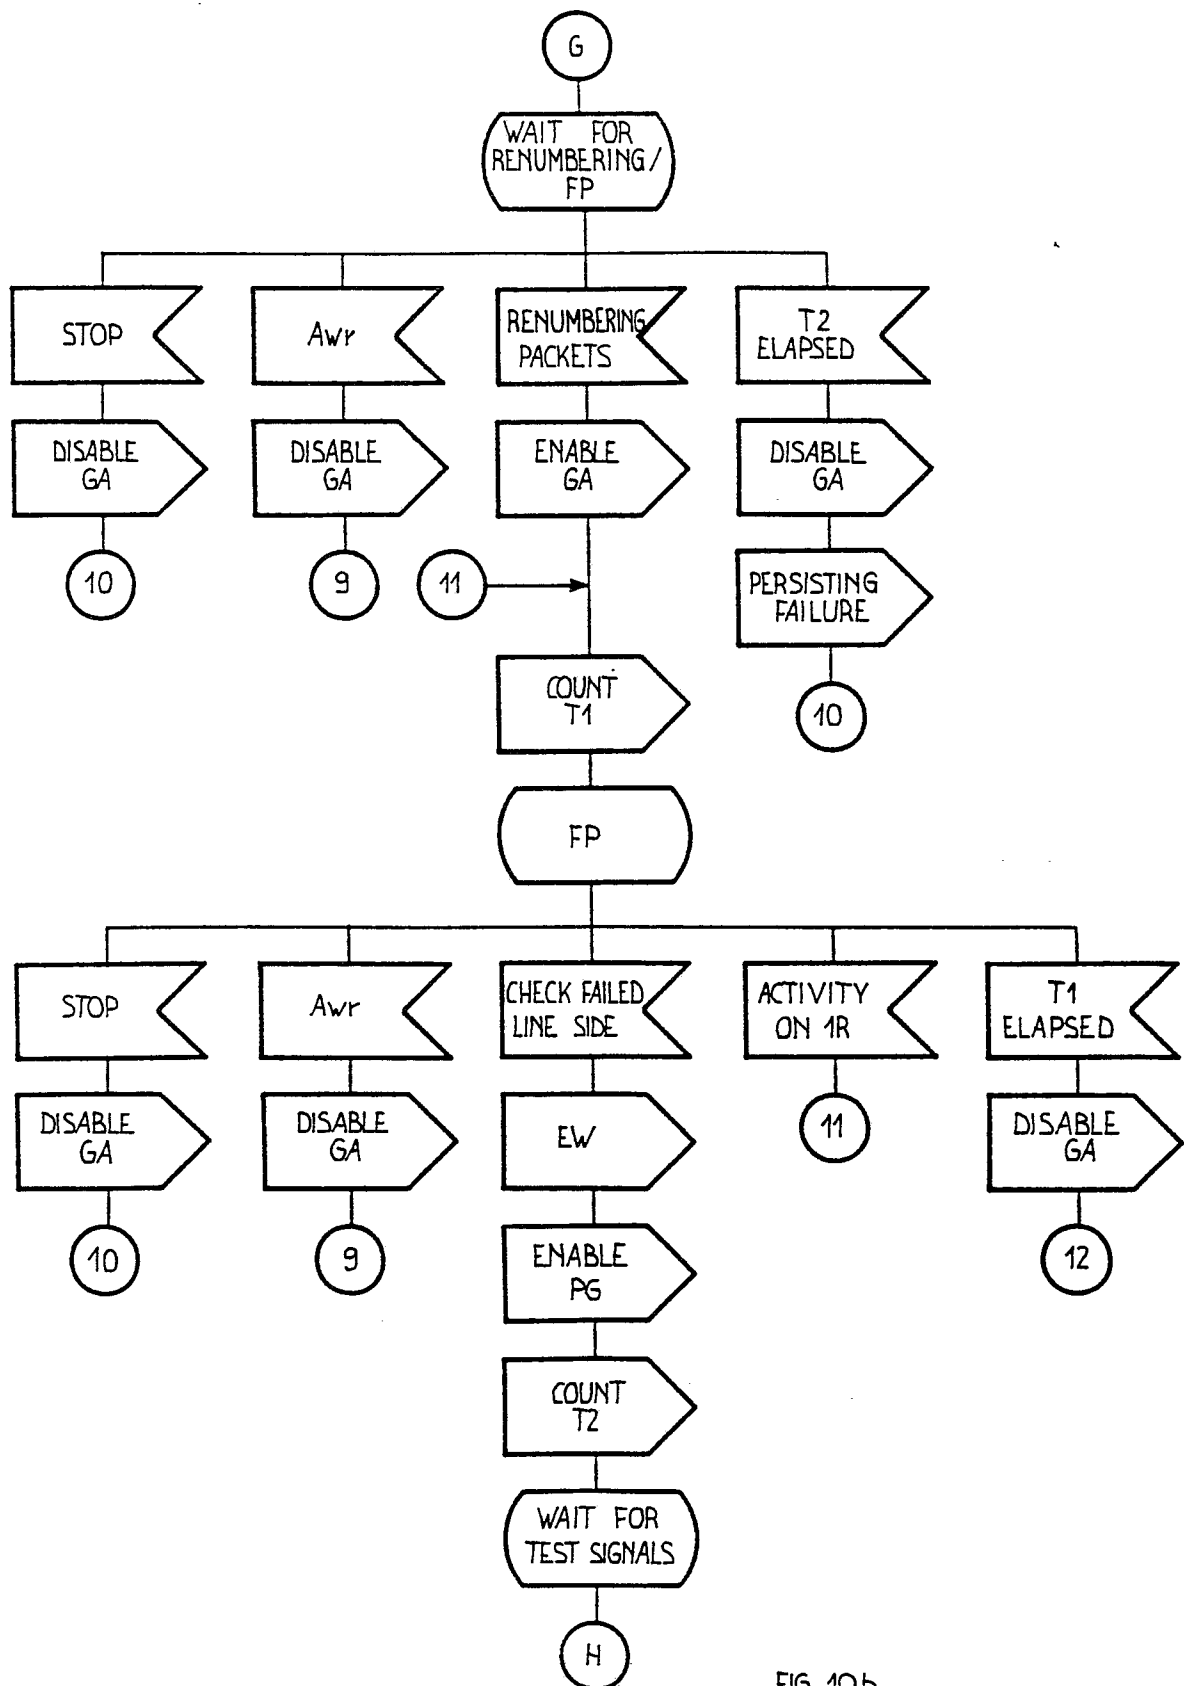 G
WAIT FOR
RENUMBERING/
FP
STOP
Awr
RENUMBERING
PACKETS
T2
ELAPSED
DISABLE
GA
DISABLE
GA
ENABLE
GA
DISABLE
GA
10
9
11
PERSISTING
FAILURE
COUNT
T1
10
FP
STOP
Awr
CHECK FAILED
LINE SIDE
ACTIVITY
ON 1R
T1
ELAPSED
DISABLE
GA
DISABLE
GA
EW
11
DISABLE
GA
10
9
ENABLE
PG
12
COUNT
T2
WAIT FOR
TEST SIGNALS
H
FIG. 10b